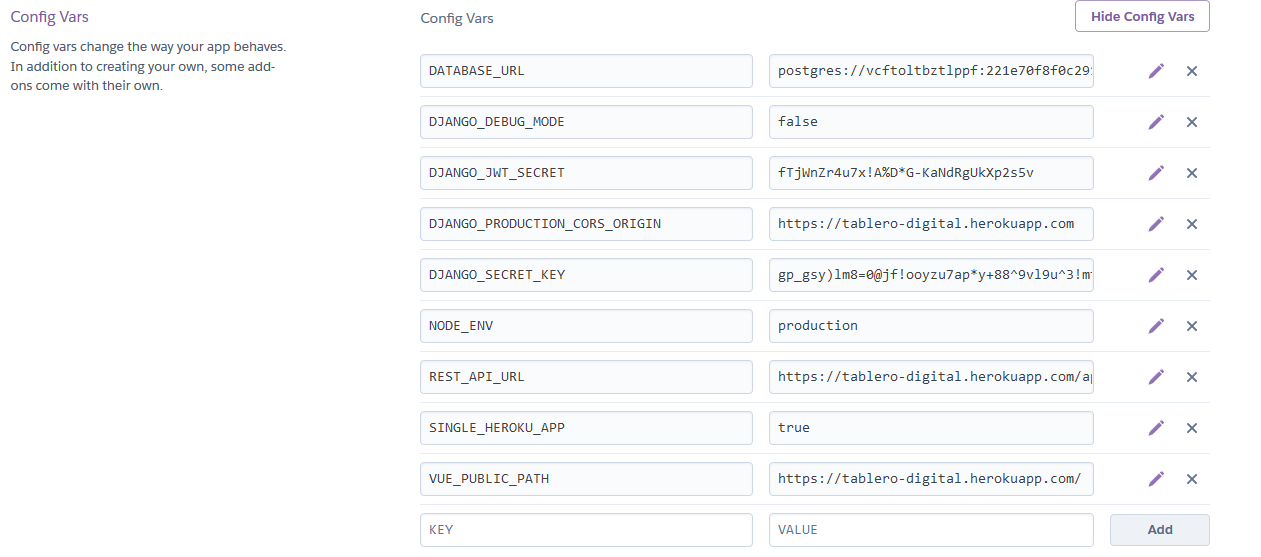 Config Vars
Config vars change the way your app behaves.
In addition to creating your own, some add-
ons come with their own.
Config Vars
Hide Config Vars
DATABASE_URL postgres://vcftoltbztlppf:221e70f8f0c29
DJANGO_DEBUG_MODE false
DJANGO_JWT_SECRET fTjWnZr4u7x!A%D*G-KaNdRgUkXp2s5v
DJANGO_PRODUCTION_CORS_ORIGIN https://tablero-digital.herokuapp.com
DJANGO_SECRET_KEY gp_gsy)lm8=0@jf!ooyzu7ap*y+88^9vl9u^3!m
NODE_ENV production
REST_API_URL https://tablero-digital.herokuapp.com/ap
SINGLE_HEROKU_APP true
VUE_PUBLIC_PATH https://tablero-digital.herokuapp.com/
KEY VALUE Add